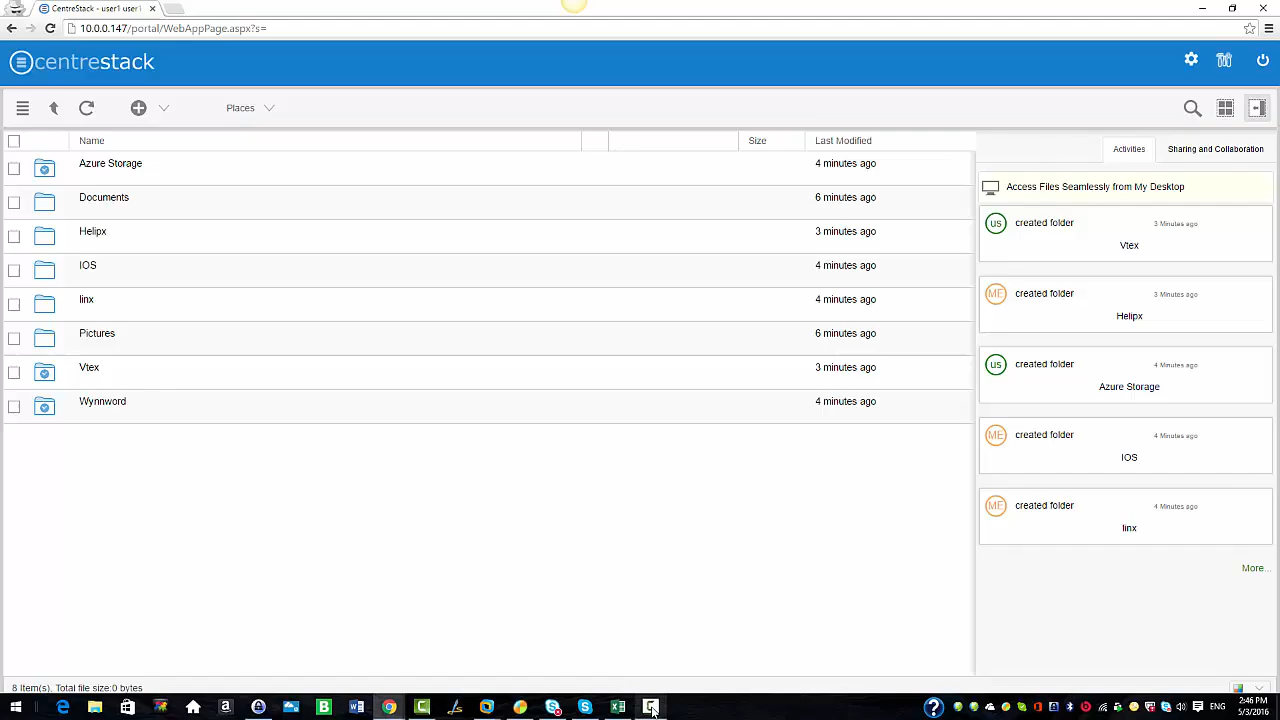 CentreStack - user1 user1
10.0.0.147/portal/WebAppPage.aspx?s=
centrestack
Places
Name
Size
Last Modified
Azure Storage
4 minutes ago
Documents
6 minutes ago
Helipx
3 minutes ago
IOS
4 minutes ago
linx
4 minutes ago
Pictures
6 minutes ago
Vtex
3 minutes ago
Wynnword
4 minutes ago
Activities
Sharing and Collaboration
Access Files Seamlessly from My Desktop
US
created folder
3 Minutes ago
Vtex
ME
created folder
3 Minutes ago
Helipx
US
created folder
4 Minutes ago
Azure Storage
ME
created folder
4 Minutes ago
IOS
ME
created folder
4 Minutes ago
linx
More...
8 Item(s), Total file size:0 bytes
ENG
2:46 PM
5/3/2016